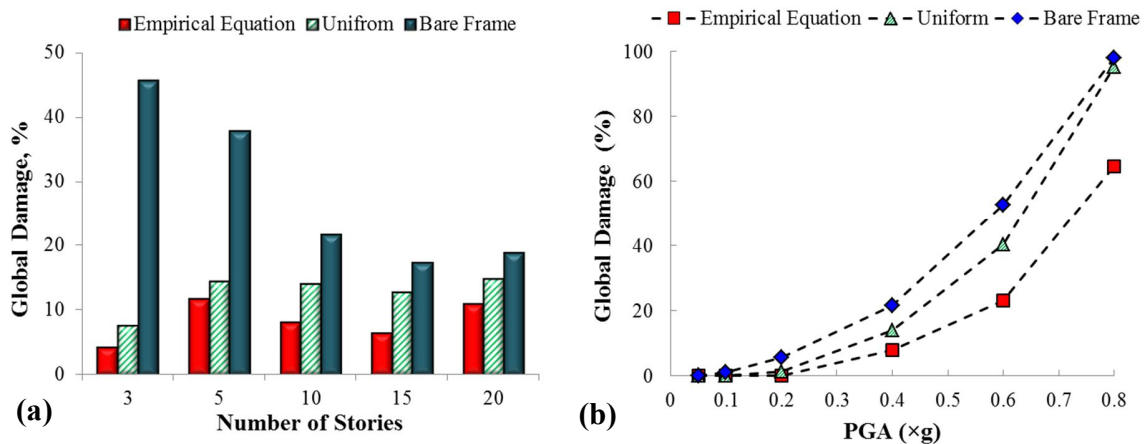 Empirical Equation Unifrom Bare Frame
50
40
30
20
10
0
Global Damage, %
3 5 10 15 20
Number of Stories
(a)
Empirical Equation Uniform Bare Frame
100
80
60
40
20
0
Global Damage (%)
0 0.1 0.2 0.3 0.4 0.5 0.6 0.7 0.8
PGA (×g)
(b)